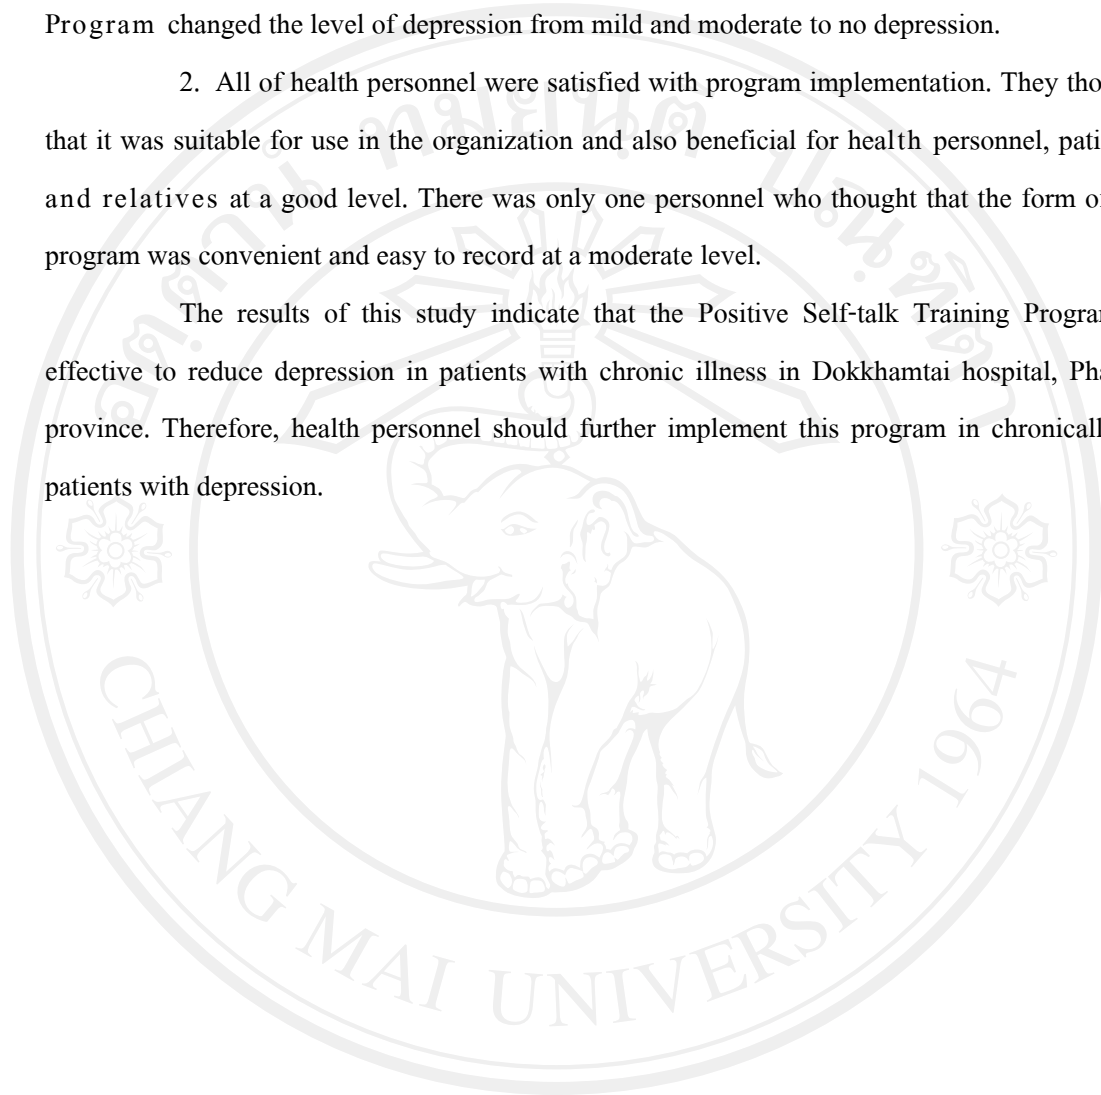 Program changed the level of depression from mild and moderate to no depression.
2. All of health personnel were satisfied with program implementation. They tho
that it was suitable for use in the organization and also beneficial for health personnel, pati
and relatives at a good level. There was only one personnel who thought that the form o
program was convenient and easy to record at a moderate level.
The results of this study indicate that the Positive Self-talk Training Progra
effective to reduce depression in patients with chronic illness in Dokkhamtai hospital, Pha
province. Therefore, health personnel should further implement this program in chronicall
patients with depression.
CHIANG MAI UNIVERSITY 1964